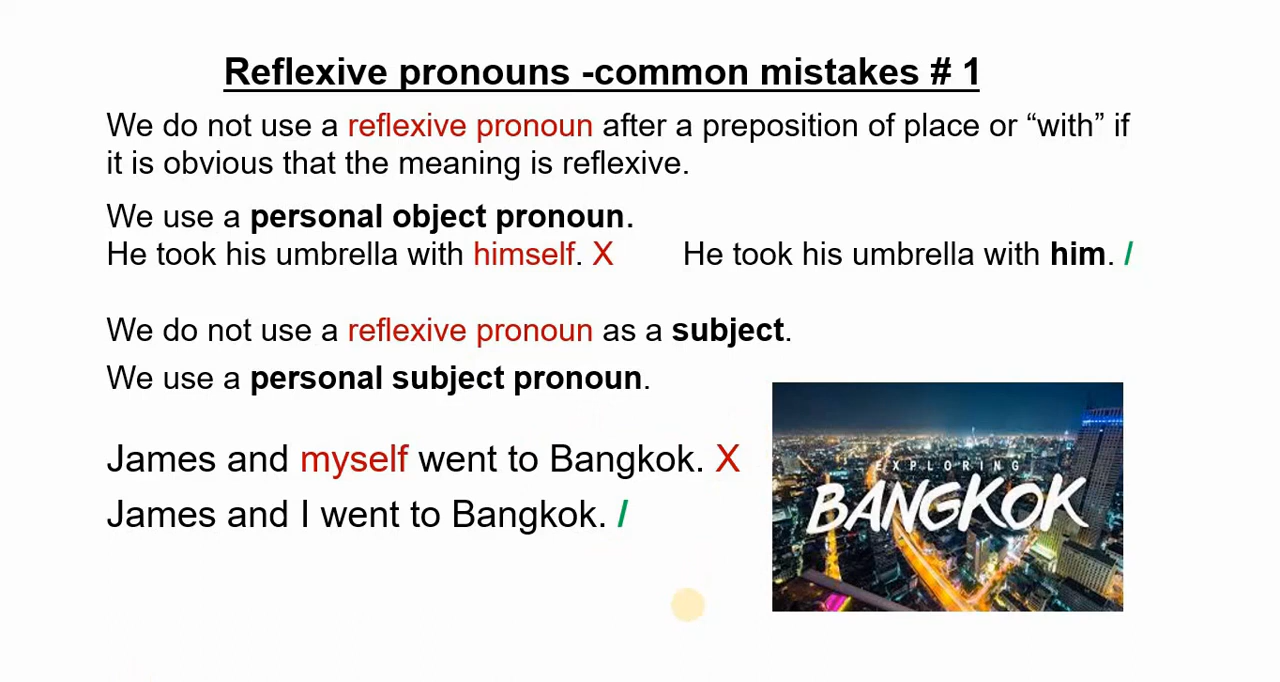 Reflexive pronouns -common mistakes # 1
We do not use a reflexive pronoun after a preposition of place or “with” if
it is obvious that the meaning is reflexive.
We use a personal object pronoun.
He took his umbrella with himself. X He took his umbrella with him. /
We do not use a reflexive pronoun as a subject.
We use a personal subject pronoun.
James and myself went to Bangkok. X
James and I went to Bangkok. /
EXPLORING
BANGKOK